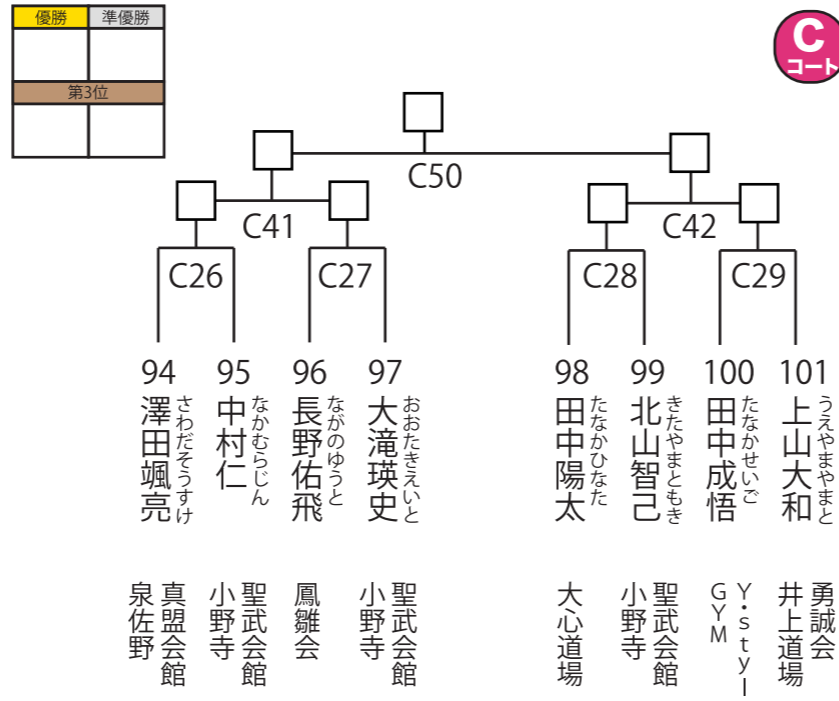 優勝 準優勝
第3位
C
コート
C50
C41
C42
C26
C27
C28
C29
94
95
96
97
98
99
100
101
澤田颯亮
さわだそうすけ
中村仁
なかむらじん
長野佑飛
ながのゆうと
大滝瑛史
おおたきえいと
田中陽太
たなかひなた
北山智己
きたやまともき
田中成悟
たなかせいご
上山大和
うえやまやまと
真盟会館
泉佐野
聖武会館
小野寺
鳳雛会
聖武会館
小野寺
大心道場
聖武会館
小野寺
Y・styl
GYM
勇誠会
井上道場